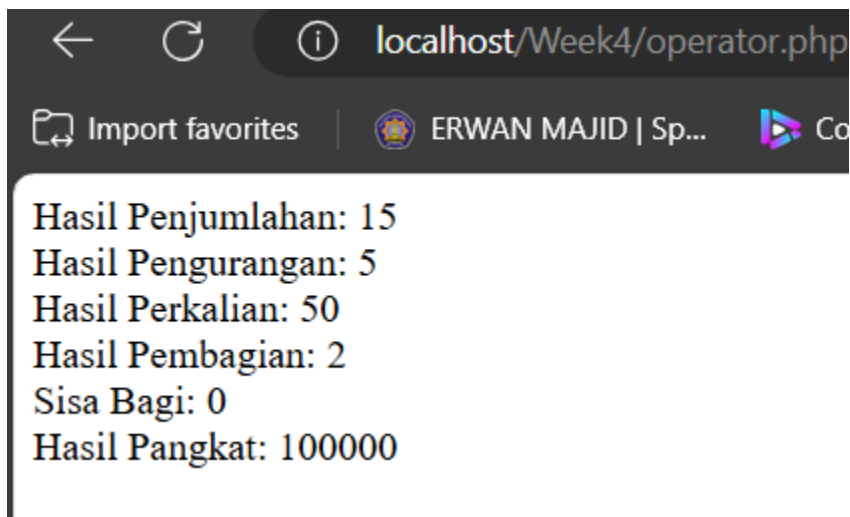 localhost/Week4/operator.php
Import favorites
ERWAN MAJID | Sp...
Co
Hasil Penjumlahan: 15
Hasil Pengurangan: 5
Hasil Perkalian: 50
Hasil Pembagian: 2
Sisa Bagi: 0
Hasil Pangkat: 100000